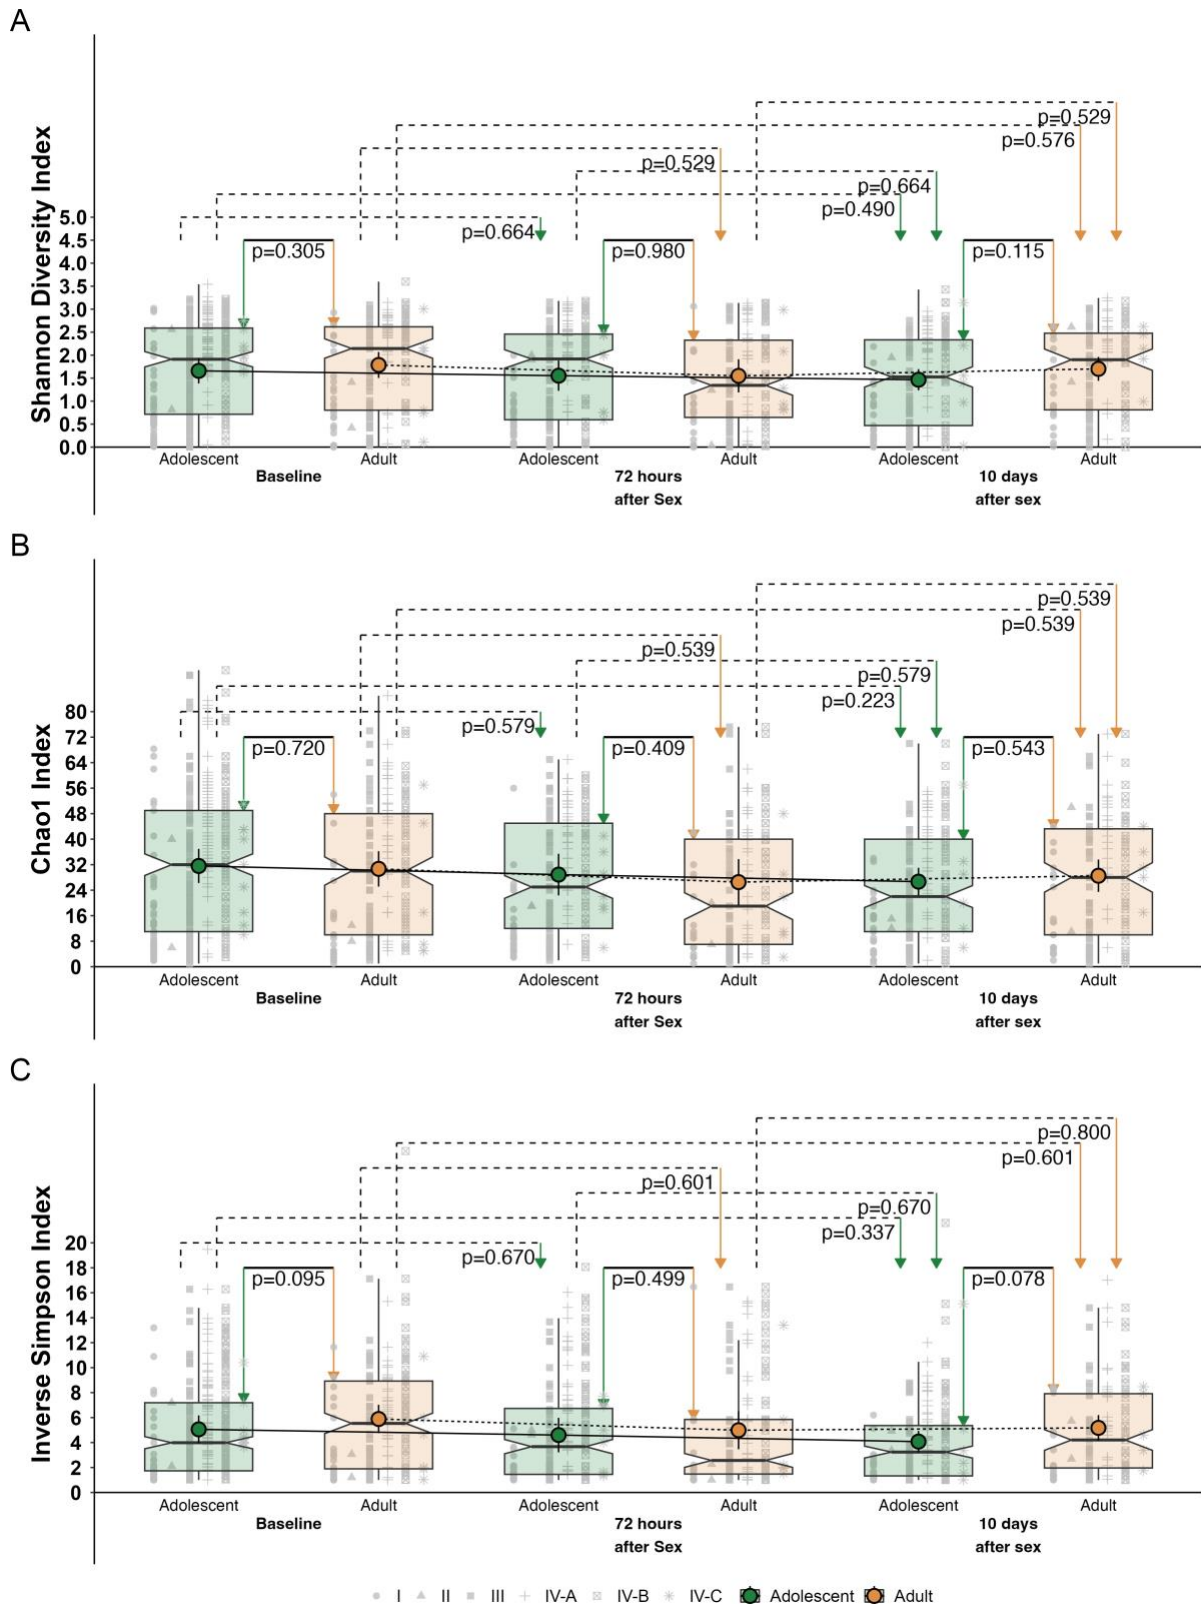 A
Shannon Diversity Index
5.0
4.5
4.0
3.5
3.0
2.5
2.0
1.5
1.0
0.5
0.0
p=0.529
p=0.576
p=0.529
p=0.664
p=0.490
p=0.664
p=0.305
p=0.980
p=0.115
Adolescent Adult Adolescent Adult Adolescent Adult
Baseline 72 hours 10 days
after Sex after sex
B
Chao1 Index
80
72
64
56
48
40
32
24
16
8
0
p=0.539
p=0.539
p=0.539
p=0.579
p=0.223
p=0.579
p=0.720
p=0.409
p=0.543
Adolescent Adult Adolescent Adult Adolescent Adult
Baseline 72 hours 10 days
after Sex after sex
C
Inverse Simpson Index
20
18
16
14
12
10
8
6
4
2
0
p=0.800
p=0.601
p=0.601
p=0.670
p=0.337
p=0.670
p=0.095
p=0.499
p=0.078
Adolescent Adult Adolescent Adult Adolescent Adult
Baseline 72 hours 10 days
after Sex after sex
I II III IV-A IV-B IV-C Adolescent Adult